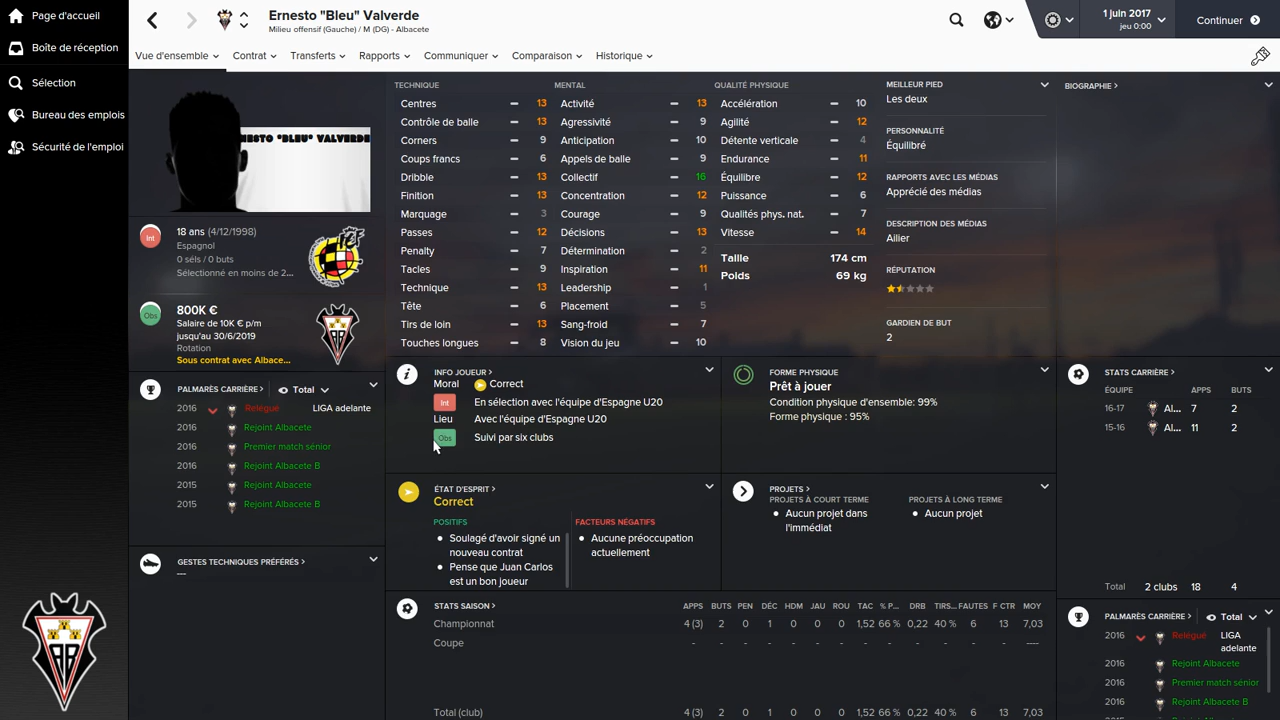 Page d'accueil
Boîte de réception
Sélection
Bureau des emplois
Sécurité de l'emploi
Ernesto "Bleu" Valverde
Milieu offensif (Gauche) / M (DG) - Albacete
1 juin 2017
jeu 0:00
Continuer
Vue d'ensemble
Contrat
Transferts
Rapports
Communiquer
Comparaison
Historique
NESTO "BLEU" VALVERDE
Int
18 ans (4/12/1998)
Espagnol
0 séls / 0 buts
Sélectionné en moins de 2...
Obs
800K €
Salaire de 10K € p/m
jusqu'au 30/6/2019
Rotation
Sous contrat avec Albace...
PALMARÈS CARRIÈRE > Total
2016 Relégué LIGA adelante
2016 Rejoint Albacete
2016 Premier match sénior
2016 Rejoint Albacete B
2015 Rejoint Albacete
2015 Rejoint Albacete B
GESTES TECHNIQUES PRÉFÉRÉS >
---
TECHNIQUE
Centres - 13
Contrôle de balle - 13
Corners - 9
Coups francs - 6
Dribble - 13
Finition - 13
Marquage - 3
Passes - 12
Penalty - 7
Tacles - 9
Technique - 13
Tête - 6
Tirs de loin - 13
Touches longues - 8
MENTAL
Activité - 13
Agressivité - 9
Anticipation - 10
Appels de balle - 9
Collectif - 16
Concentration - 12
Courage - 9
Décisions - 13
Détermination - 2
Inspiration - 11
Leadership - 1
Placement - 5
Sang-froid - 7
Vision du jeu - 10
QUALITÉ PHYSIQUE
Accélération - 10
Agilité - 12
Détente verticale - 4
Endurance - 11
Équilibre - 12
Puissance - 6
Qualités phys. nat. - 7
Vitesse - 14
Taille 174 cm
Poids 69 kg
MEILLEUR PIED
Les deux
PERSONNALITÉ
Équilibré
RAPPORTS AVEC LES MÉDIAS
Apprécié des médias
DESCRIPTION DES MÉDIAS
Ailier
RÉPUTATION
GARDIEN DE BUT
2
BIOGRAPHIE >
INFO JOUEUR >
Moral Correct
Int En sélection avec l'équipe d'Espagne U20
Lieu Avec l'équipe d'Espagne U20
Obs Suivi par six clubs
FORME PHYSIQUE
Prêt à jouer
Condition physique d'ensemble: 99%
Forme physique : 95%
STATS CARRIÈRE >
ÉQUIPE APPS BUTS
16-17 Al... 7 2
15-16 Al... 11 2
Total 2 clubs 18 4
ÉTAT D'ESPRIT >
Correct
POSITIFS
Soulagé d'avoir signé un
nouveau contrat
Pense que Juan Carlos
est un bon joueur
FACTEURS NÉGATIFS
Aucune préoccupation
actuellement
PROJETS >
PROJETS À COURT TERME
Aucun projet dans
l'immédiat
PROJETS À LONG TERME
Aucun projet
STATS SAISON > APPS BUTS PEN DÉC HDM JAU ROU TAC % P... DRB TIRS... FAUTES F CTR MOY
Championnat 4 (3) 2 0 1 0 0 0 1,52 66 % 0,22 40 % 6 13 7,03
Coupe - - - - - - - - - - - - - ----
Total (club) 4 (3) 2 0 1 0 0 0 1,52 66 % 0,22 40 % 6 13 7,03
PALMARÈS CARRIÈRE > Total
2016 Relégué LIGA
adelante
2016 Rejoint Albacete
2016 Premier match sénior
2016 Rejoint Albacete B